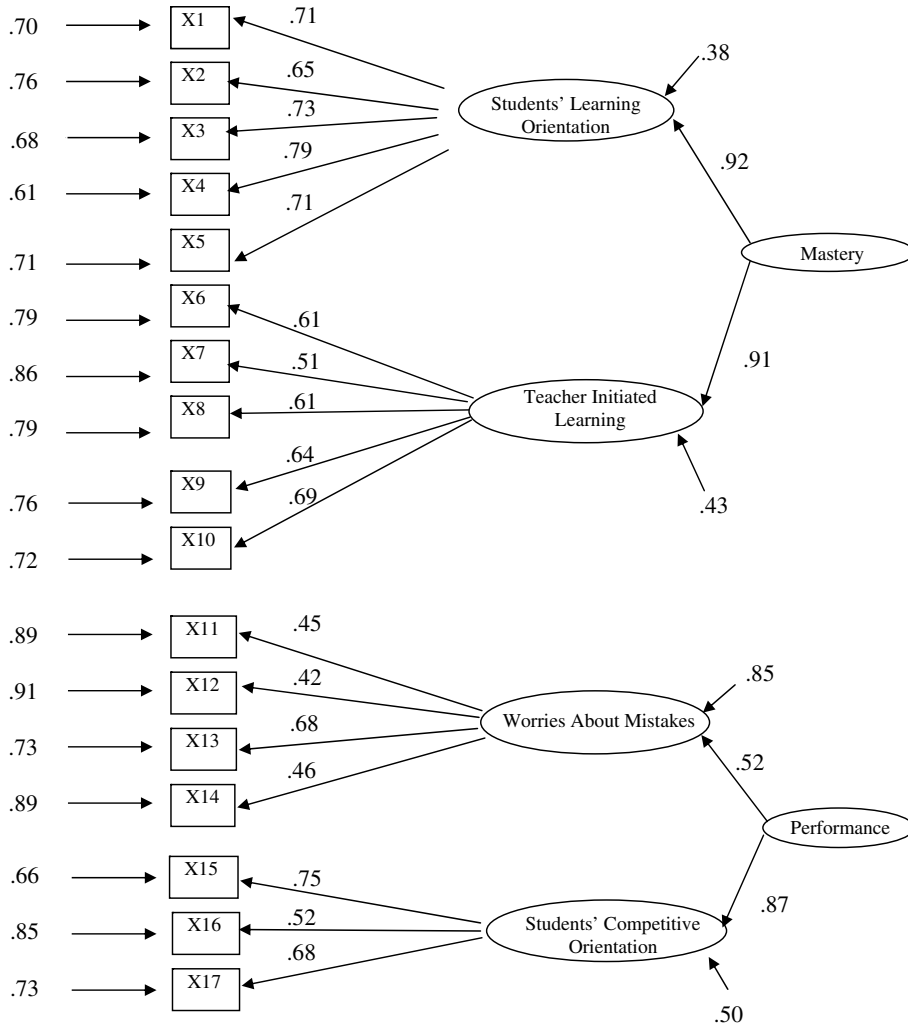 .70 X1 .71
.76 X2 .65
.68 X3 .73
.61 X4 .79
.71 X5 .71
Students' Learning
Orientation
.38
.92
Mastery
.79 X6 .61
.86 X7 .51
.79 X8 .61
.76 X9 .64
.72 X10 .69
Teacher Initiated
Learning
.91
.43
.89 X11 .45
.91 X12 .42
.73 X13 .68
.89 X14 .46
Worries About Mistakes
.85
.52
Performance
.66 X15 .75
.85 X16 .52
.73 X17 .68
Students' Competitive
Orientation
.87
.50